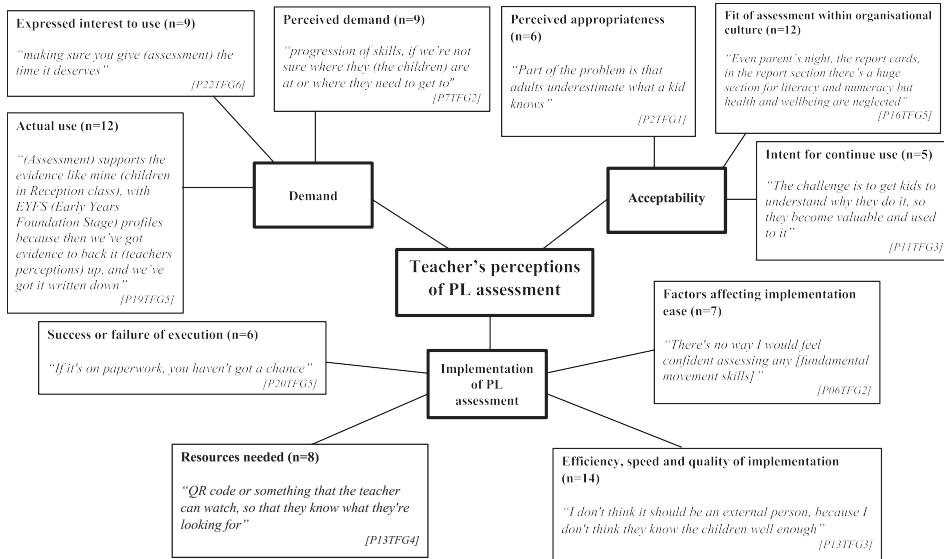 Expressed interest to use (n=9)
“making sure you give (assessment) the
time it deserves”
[P22TFG6]
Perceived demand (n=9)
“progression of skills, if we’re not
sure where they (the children) are
at or where they need to get to”
[P7TFG2]
Perceived appropriateness
(n=6)
“Part of the problem is that
adults underestimate what a kid
knows”
[P2TFG1]
Fit of assessment within organisational
culture (n=12)
“Even parent’s night, the report cards,
in the report section there’s a huge
section for literacy and numeracy but
health and wellbeing are neglected”
[P16TFG5]
Actual use (n=12)
“(Assessment) supports the
evidence like mine (children
in Reception class), with
EYFS (Early Years
Foundation Stage) profiles
because then we’ve got
evidence to back it (teachers
perceptions) up, and we’ve
got it written down”
[P19TFG5]
Demand
Acceptability
Intent for continue use (n=5)
“The challenge is to get kids to
understand why they do it, so
they become valuable and used
to it”
[P11TFG3]
Teacher’s perceptions
of PL assessment
Success or failure of execution (n=6)
“If it's on paperwork, you haven't got a chance”
[P20TFG5]
Implementation
of PL
assessment
Factors affecting implementation
ease (n=7)
“There's no way I would feel
confident assessing any [fundamental
movement skills]”
[P06TFG2]
Resources needed (n=8)
“QR code or something that the teacher
can watch, so that they know what they're
looking for”
[P13TFG4]
Efficiency, speed and quality of implementation
(n=14)
“I don't think it should be an external person, because I
don't think they know the children well enough”
[P13TFG3]